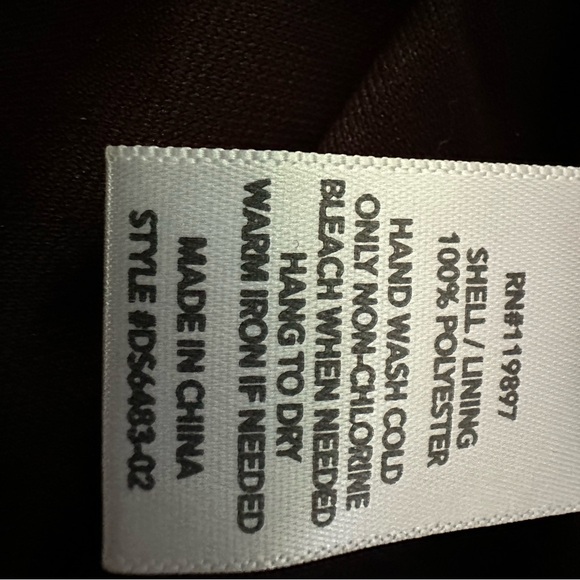 RN#119897
SHELL / LINING
100% POLYESTER
HAND WASH COLD
ONLY NON-CHLORINE
BLEACH WHEN NEEDED
HANG TO DRY
WARM IRON IF NEEDED
MADE IN CHINA
STYLE #DS6483-02